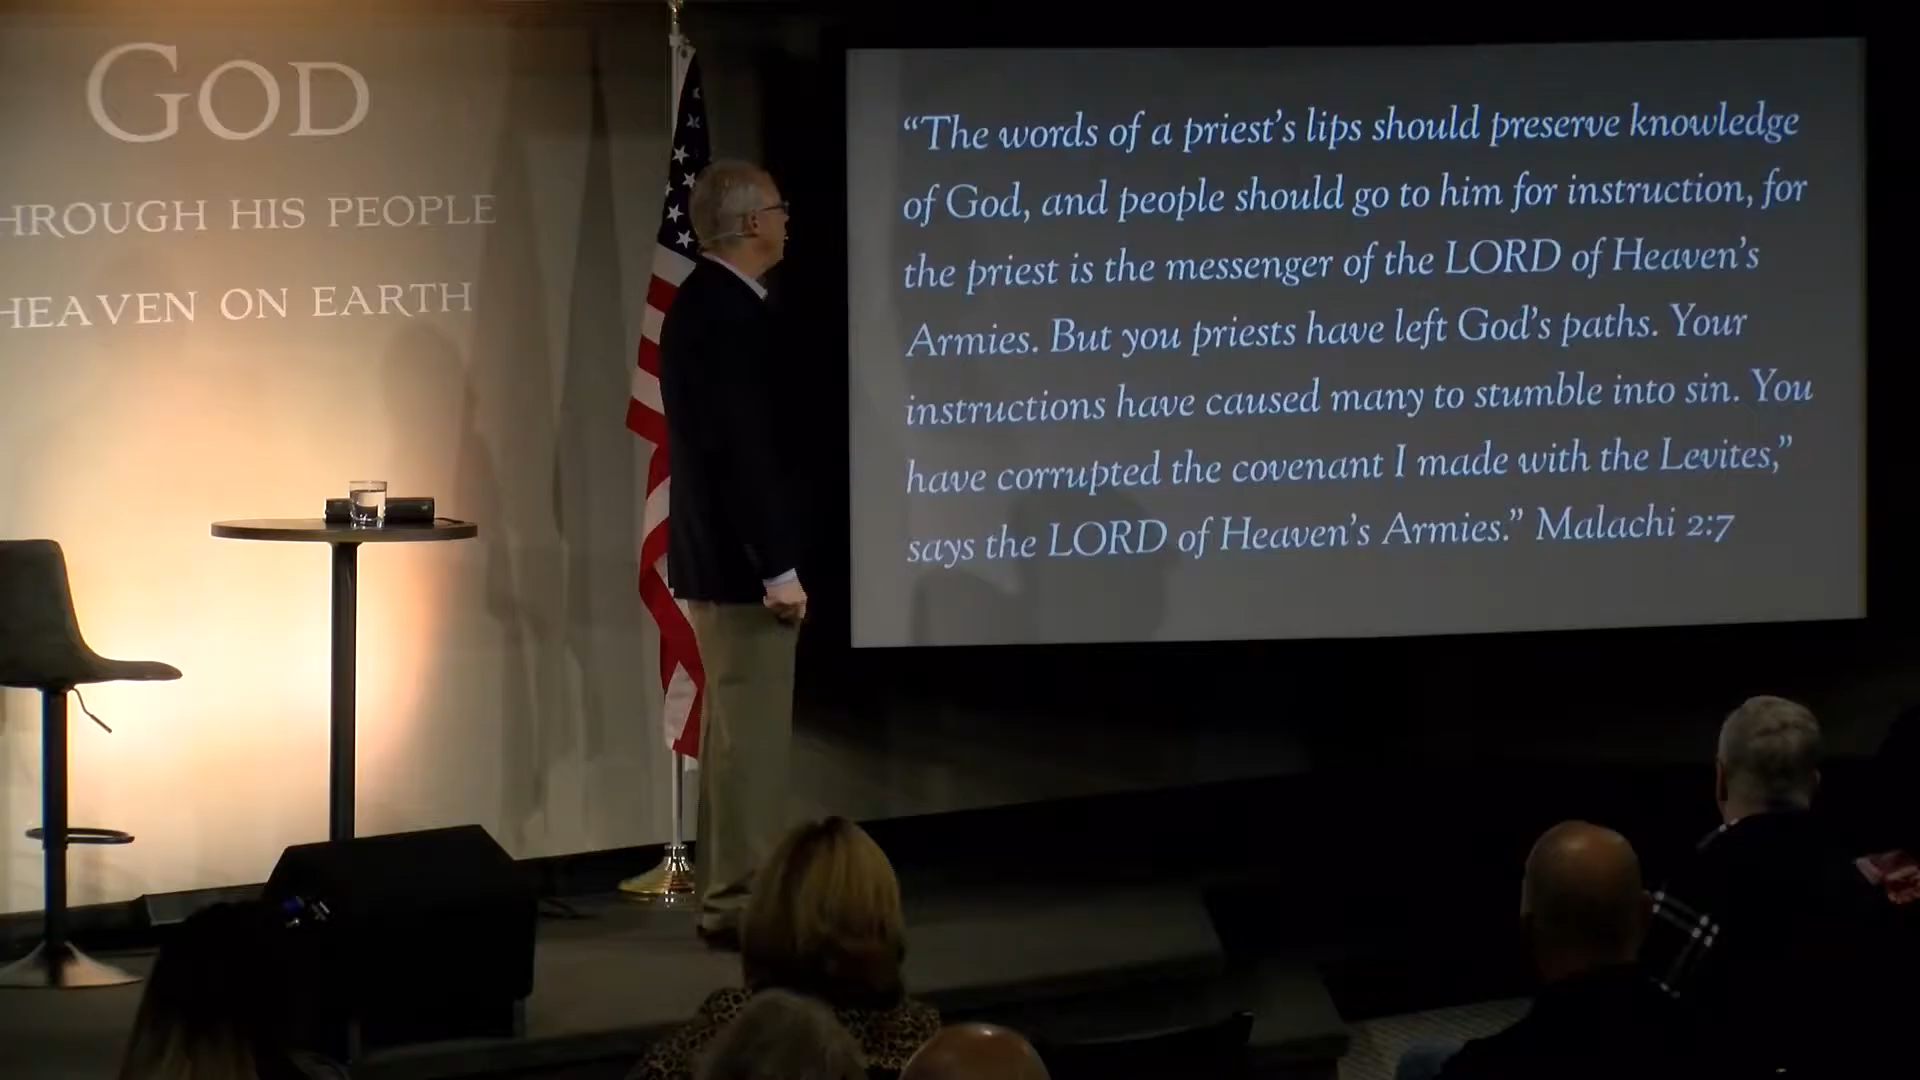 GOD
HROUGH HIS PEOPLE
HEAVEN ON EARTH
“The words of a priest’s lips should preserve knowledge
of God, and people should go to him for instruction, for
the priest is the messenger of the LORD of Heaven’s
Armies. But you priests have left God’s paths. Your
instructions have caused many to stumble into sin. You
have corrupted the covenant I made with the Levites,”
says the LORD of Heaven’s Armies.” Malachi 2:7